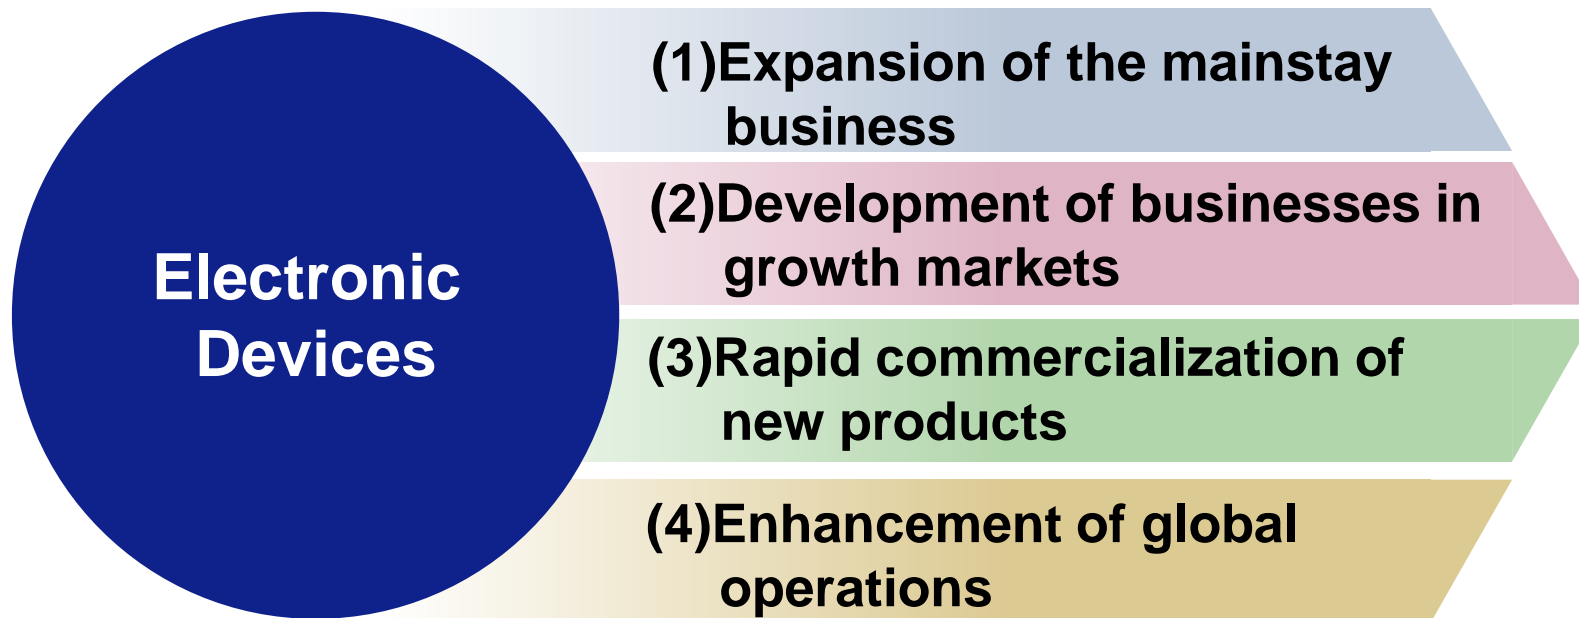 Electronic
Devices
(1)Expansion of the mainstay
business
(2)Development of businesses in
growth markets
(3)Rapid commercialization of
new products
(4)Enhancement of global
operations